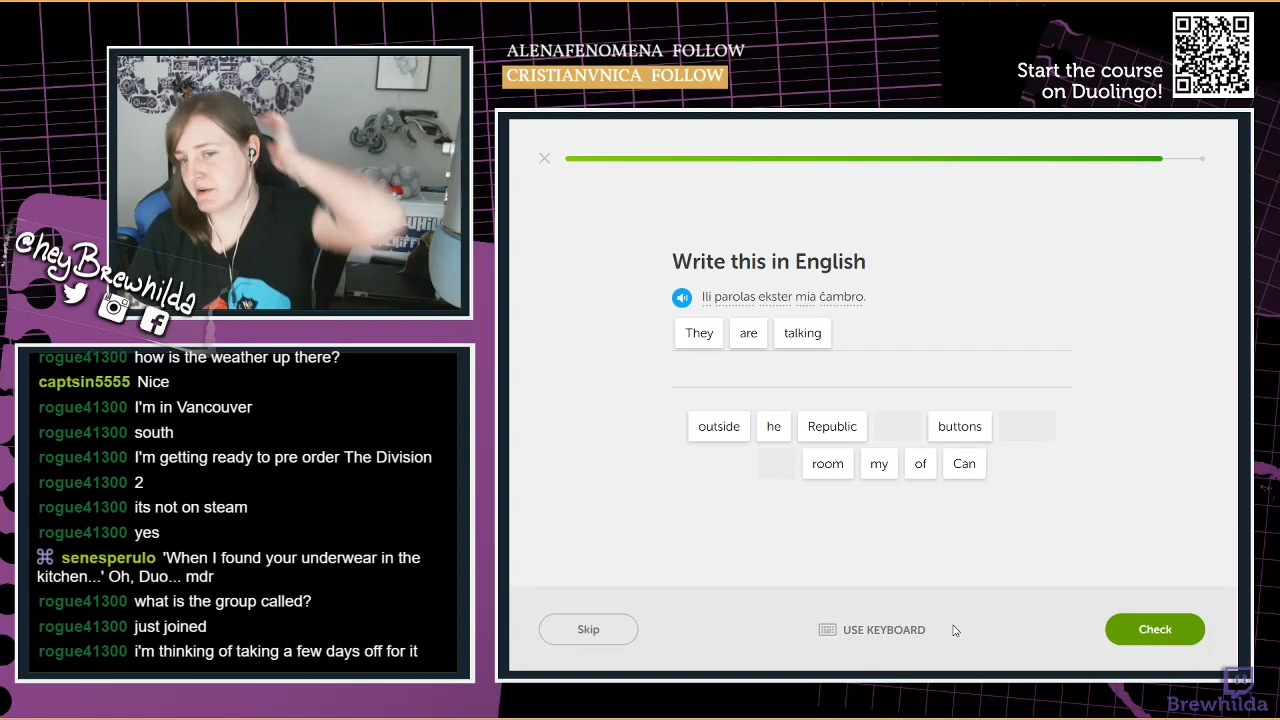 ALENAFENOMENA FOLLOW
CRISTIANVNICA FOLLOW
Start the course
on Duolingo!
@heyBrewhilda
Write this in English
Ili parolas ekster mia ĉambro.
They are talking
outside he Republic buttons
room my of Can
Skip
USE KEYBOARD
Check
rogue41300 how is the weather up there?
captsin5555 Nice
rogue41300 I'm in Vancouver
rogue41300 south
rogue41300 I'm getting ready to pre order The Division
rogue41300 2
rogue41300 its not on steam
rogue41300 yes
senesperulo 'When I found your underwear in the
kitchen...' Oh, Duo... mdr
rogue41300 what is the group called?
rogue41300 just joined
rogue41300 i'm thinking of taking a few days off for it
Brewhilda